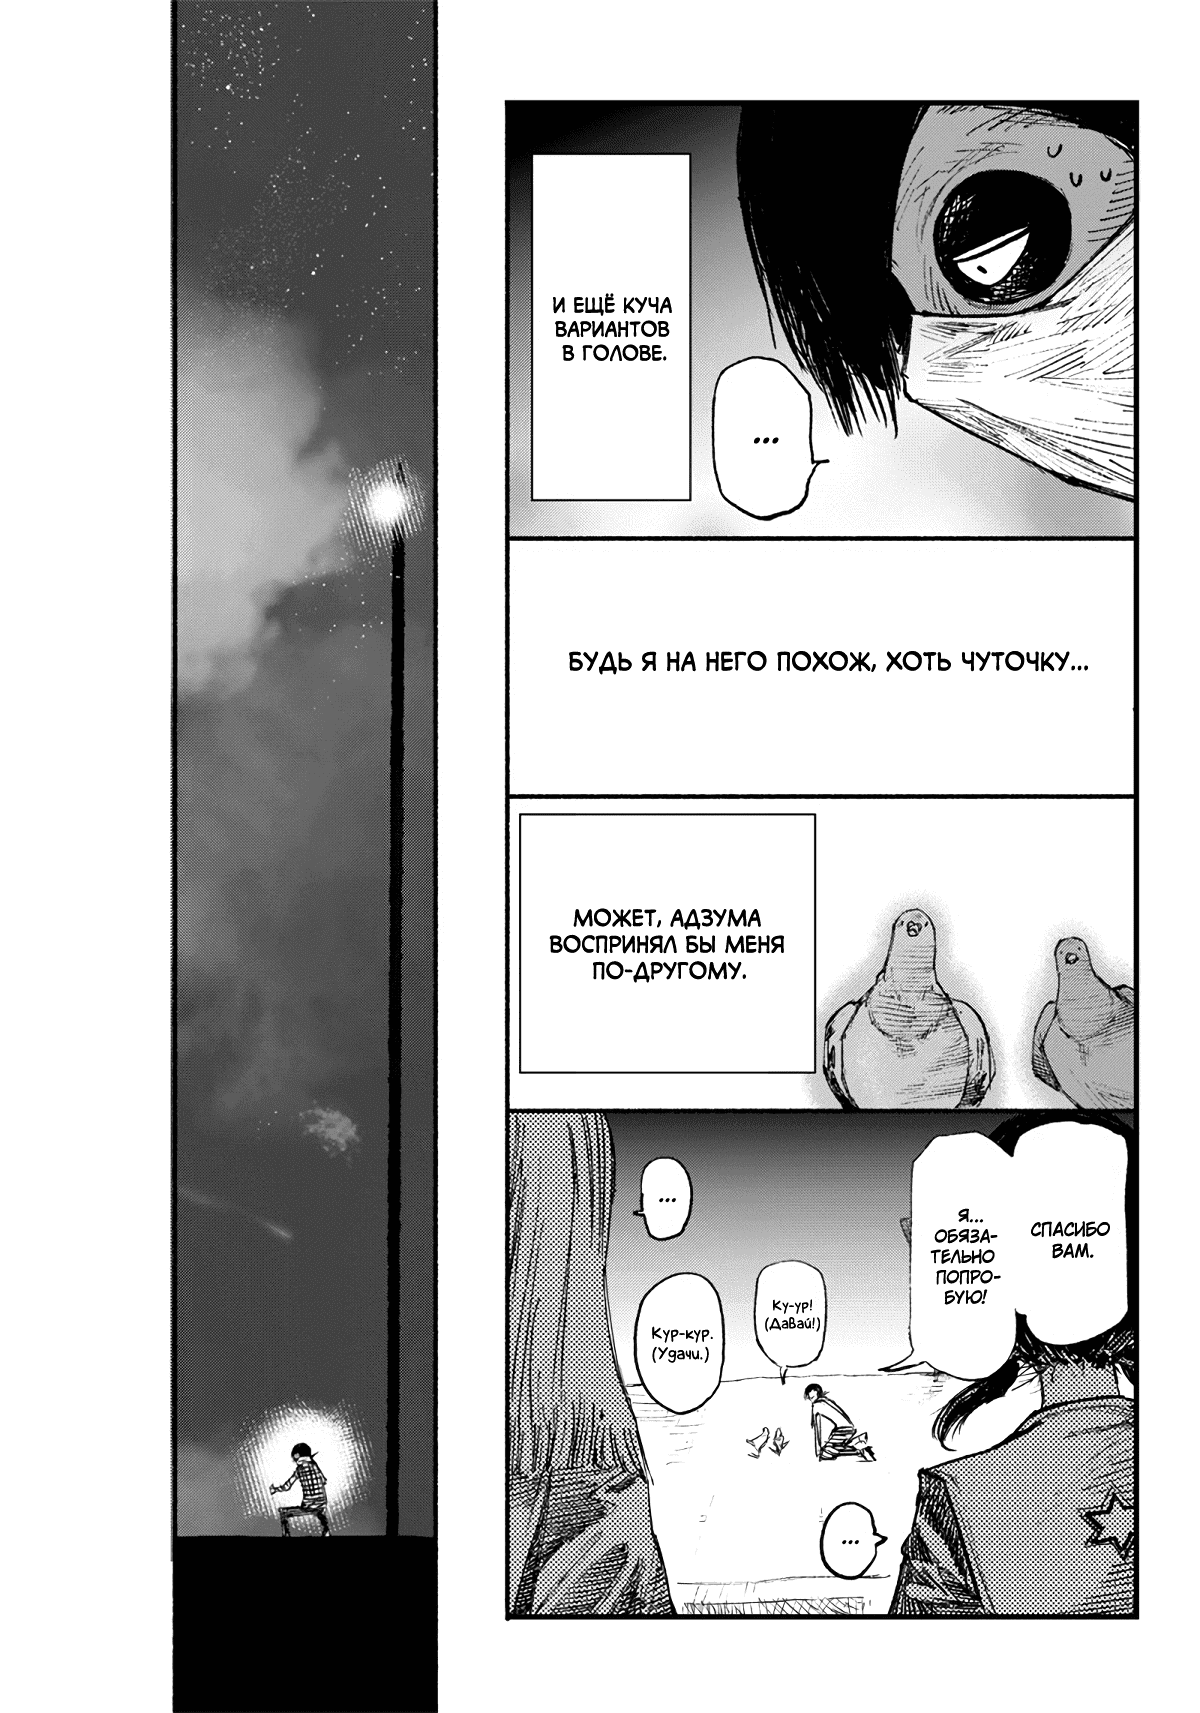 И ЕЩЁ КУЧА
ВАРИАНТОВ
В ГОЛОВЕ.
...
БУДЬ Я НА НЕГО ПОХОЖ, ХОТЬ ЧУТОЧКУ...
МОЖЕТ, АДЗУМА
ВОСПРИНЯЛ БЫ МЕНЯ
ПО-ДРУГОМУ.
СПАСИБО
ВАМ.
Я...
ОБЯЗА-
ТЕЛЬНО
ПОПРО-
БУЮ!
...
Ку-ур!
(Давай!)
Кур-кур.
(Удачи.)
...